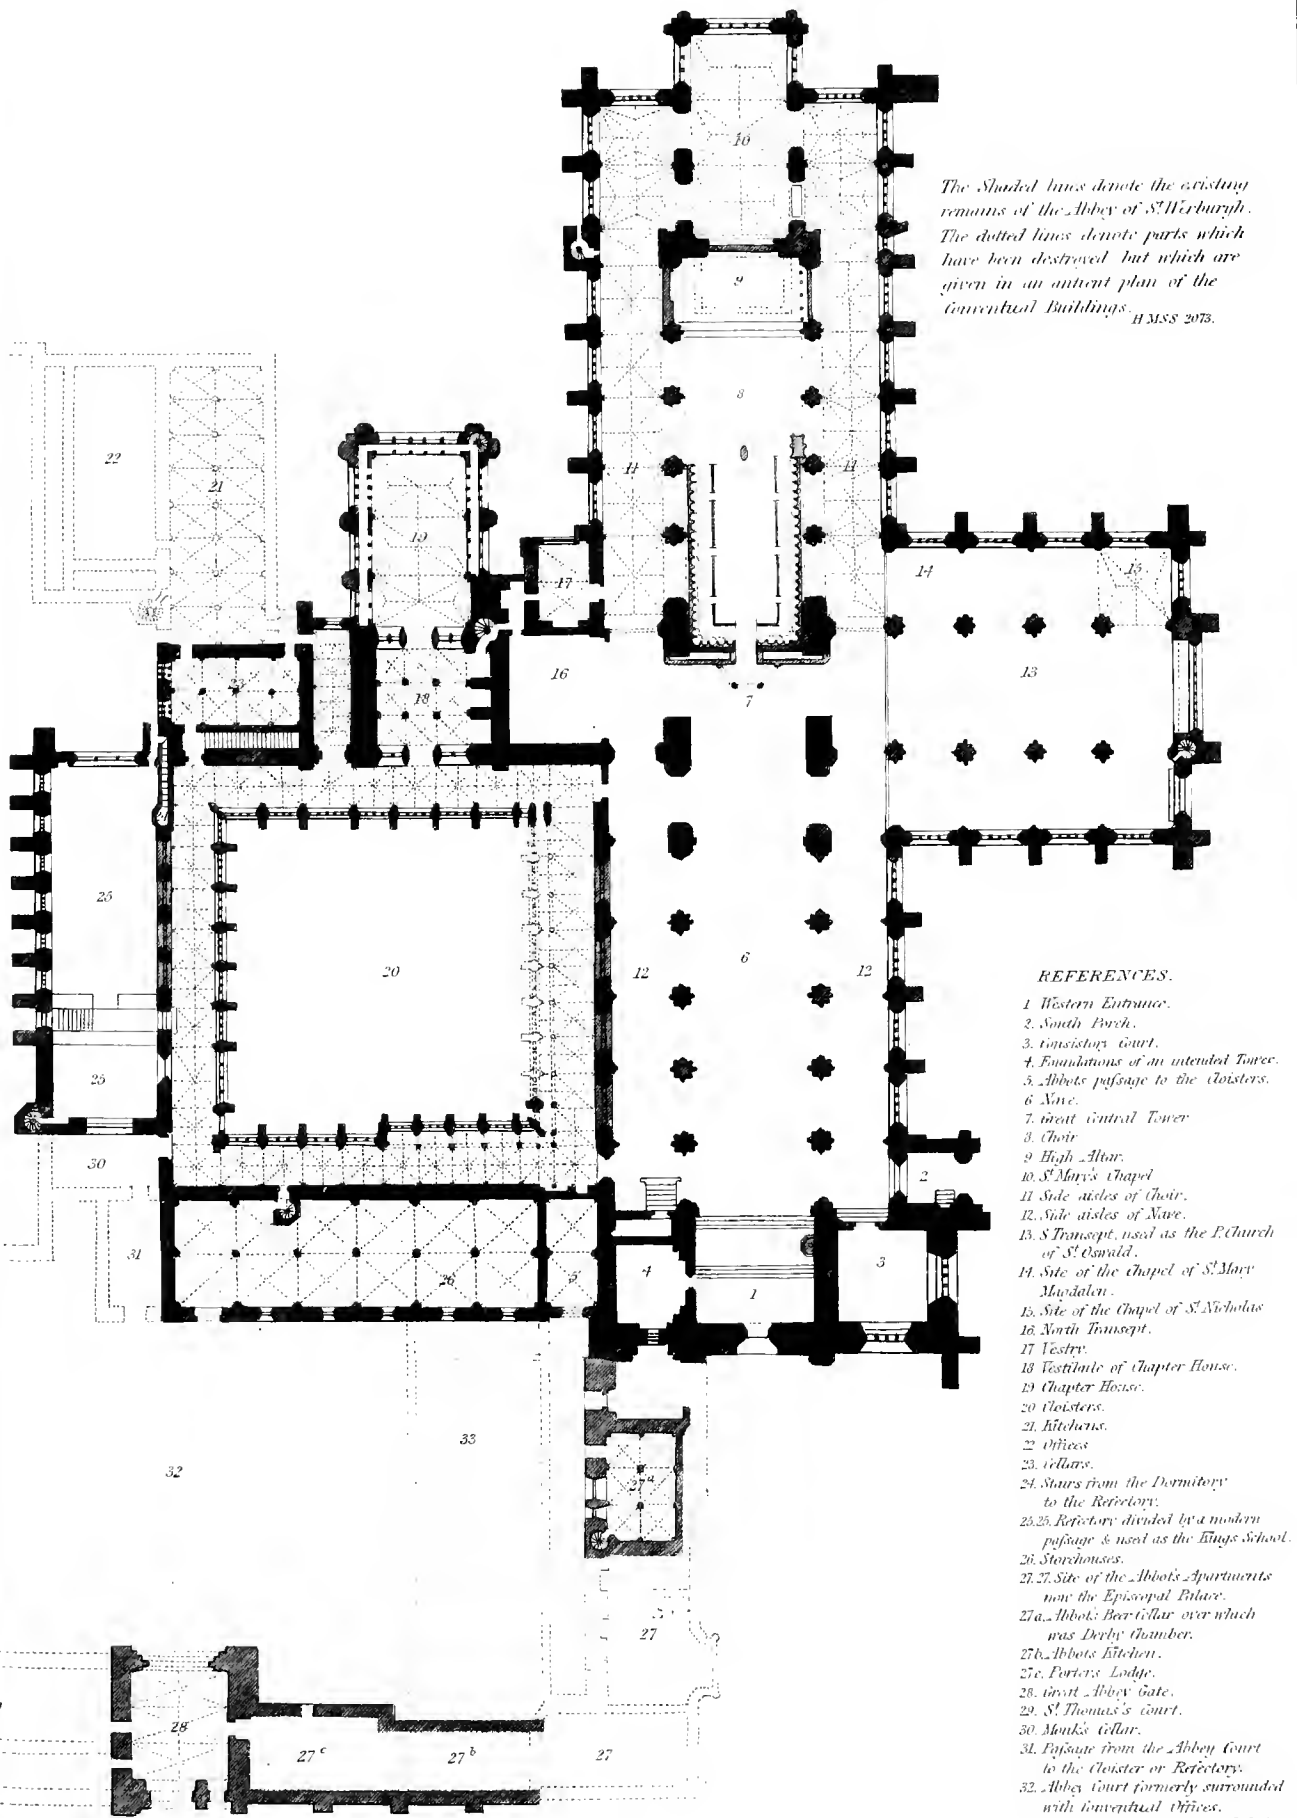 The Shaded lines denote the existing
remains of the Abbey of St. Werburgh.
The dotted lines denote parts which
have been destroyed but which are
given in an antient plan of the
Conventual Buildings.
H MSS 2073.
10
9
8
22
21
11
11
19
17
14
15
23
18
16
13
7
24
25
20
12
6
12
25
30
2
31
26
5
4
1
3
33
32
27a
27
28
27c
27b
27
REFERENCES.
1 Western Entrance.
2. South Porch.
3. Consistory Court.
4. Foundations of an intended Tower.
5. Abbots passage to the Cloisters.
6 Nave.
7. Great Central Tower
8. Choir
9 High Altar.
10. St. Mary's Chapel
11 Side aisles of Choir.
12. Side aisles of Nave.
13. S Transept, used as the P. Church
of St. Oswald.
14. Site of the Chapel of St. Mary
Magdalen.
15. Site of the Chapel of St. Nicholas
16. North Transept.
17 Vestry.
18 Vestibule of Chapter House.
19 Chapter House.
20 Cloisters.
21. Kitchens.
22 Offices
23. Cellars.
24. Stairs from the Dormitory
to the Refectory.
25.25. Refectory divided by a modern
passage & used as the Kings School.
26. Storehouses.
27.27. Site of the Abbot's Apartments
now the Episcopal Palace.
27a. Abbot's Beer Cellar over which
was Derby Chamber.
27b. Abbots Kitchen.
27c. Porters Lodge.
28. Great Abbey Gate.
29. St. Thomas's Court.
30. Monk's Cellar.
31. Passage from the Abbey Court
to the Cloister or Refectory.
32. Abbey Court formerly surrounded
with Conventual Offices.